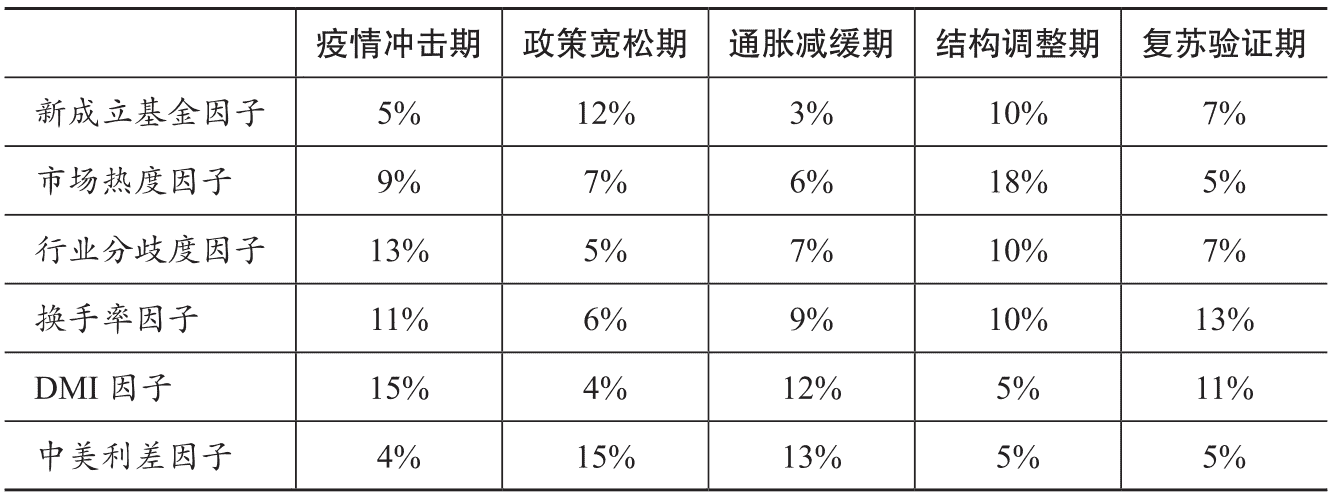 疫情冲击期 政策宽松期 通胀减缓期 结构调整期 复苏验证期
新成立基金因子 5% 12% 3% 10% 7%
市场热度因子 9% 7% 6% 18% 5%
行业分歧度因子 13% 5% 7% 10% 7%
换手率因子 11% 6% 9% 10% 13%
DMI 因子 15% 4% 12% 5% 11%
中美利差因子 4% 15% 13% 5% 5%